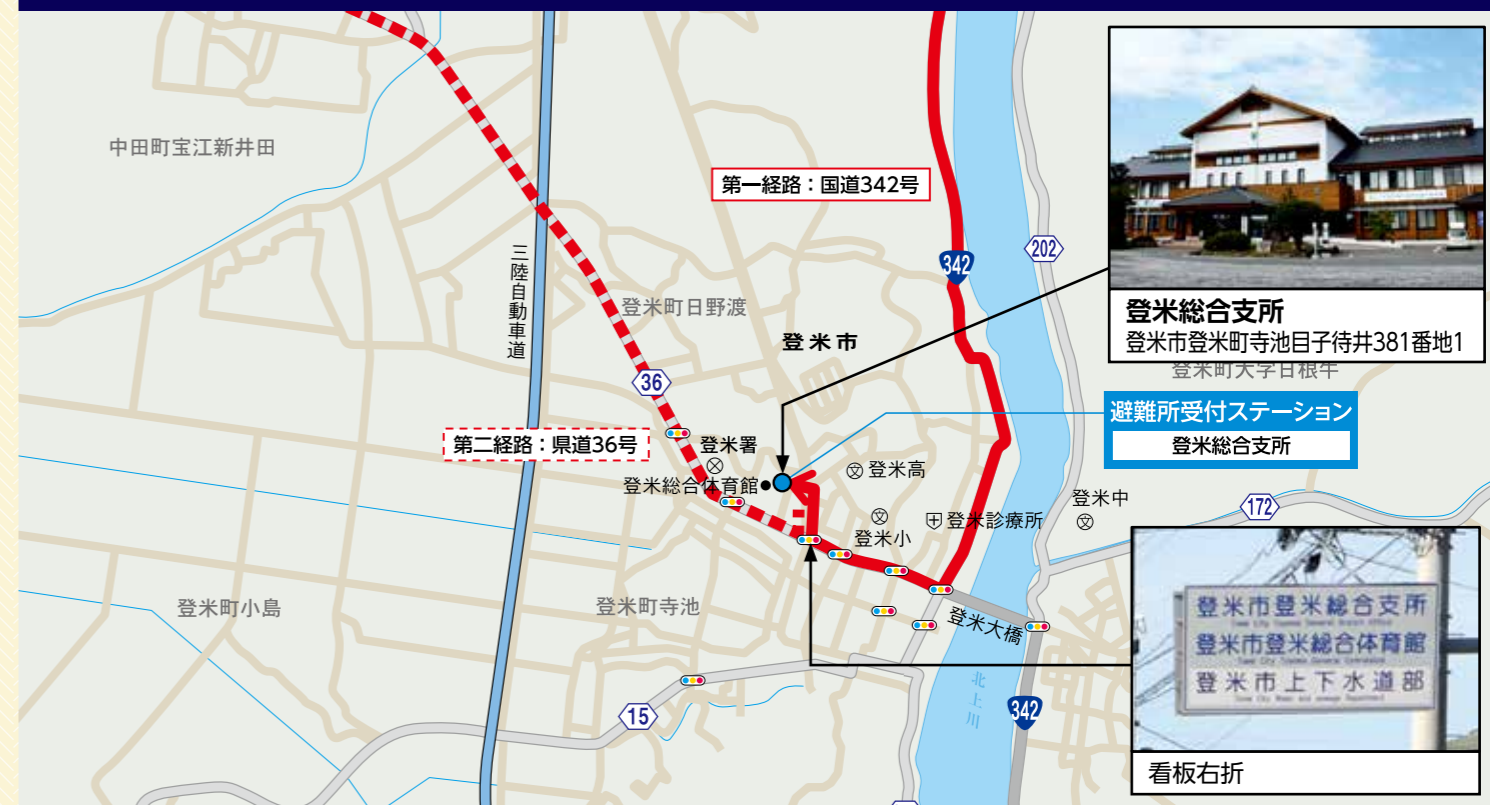 中田町宝江新井田
第一経路：国道342号
三陸自動車道
342
202
登米総合支所
登米市登米町寺池目子待井381番地1
登米町日野渡
登米市
登米町大字日根牛
36
避難所受付ステーション
登米総合支所
第二経路：県道36号
登米署
登米総合体育館
文 登米高
文
登米小
登米診療所
登米中
文
172
登米町小島
登米町寺池
登米大橋
北上川
15
342
登米市登米総合支所
登米市登米総合体育館
登米市上下水道部
看板右折